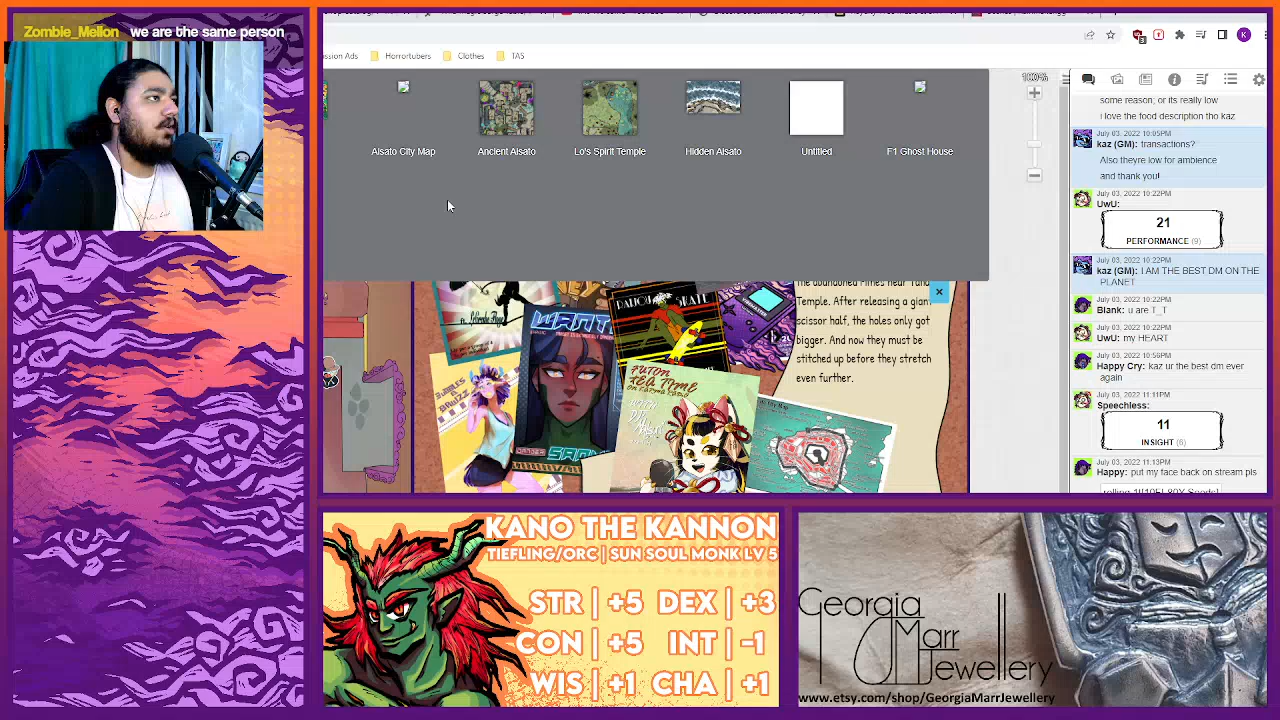 Zombie_Mellon we are the same person
ssion Ads Horrortubers Clothes TAS
Alsato City Map
Ancient Alsato
Lo's Spirit Temple
Hidden Alsato
Untitled
F1 Ghost House
100%
Temple. After releasing a giant
scissor half, the holes only got
bigger. And now they must be
stitched up before they stretch
even further.
WANTE
some reason, or its really low
i love the food description tho kaz
July 03, 2022 10:05PM
kaz (GM): transactions?
Also theyre low for ambience
and thank you!
July 03, 2022 10:22PM
UwU:
21
PERFORMANCE (9)
July 03, 2022 10:22PM
kaz (GM): I AM THE BEST DM ON THE
PLANET
July 03, 2022 10:22PM
Blank: u are T_T
July 03, 2022 10:22PM
UwU: my HEART
July 03, 2022 10:56PM
Happy Cry: kaz ur the best dm ever
again
July 03, 2022 11:11PM
Speechless:
11
INSIGHT (6)
July 03, 2022 11:13PM
Happy: put my face back on stream pls
KANO THE KANNON
TIEFLING/ORC | SUN SOUL MONK LV 5
STR | +5 DEX | +3
CON | +5 INT | -1
WIS | +1 CHA | +1
Georgia
Marr
Jewellery
www.etsy.com/shop/GeorgiaMarrJewellery